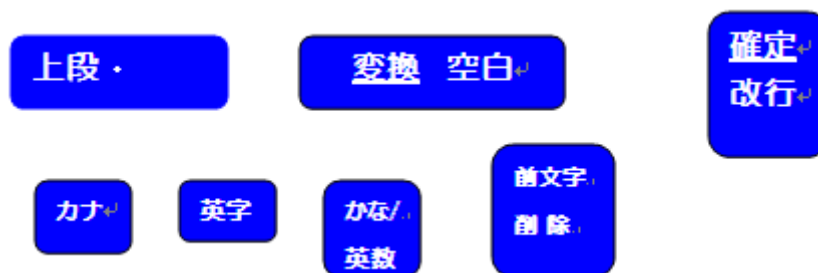 上段・
変換 空白
確定
改行
カナ
英字
かな/
英数
前文字
削 除